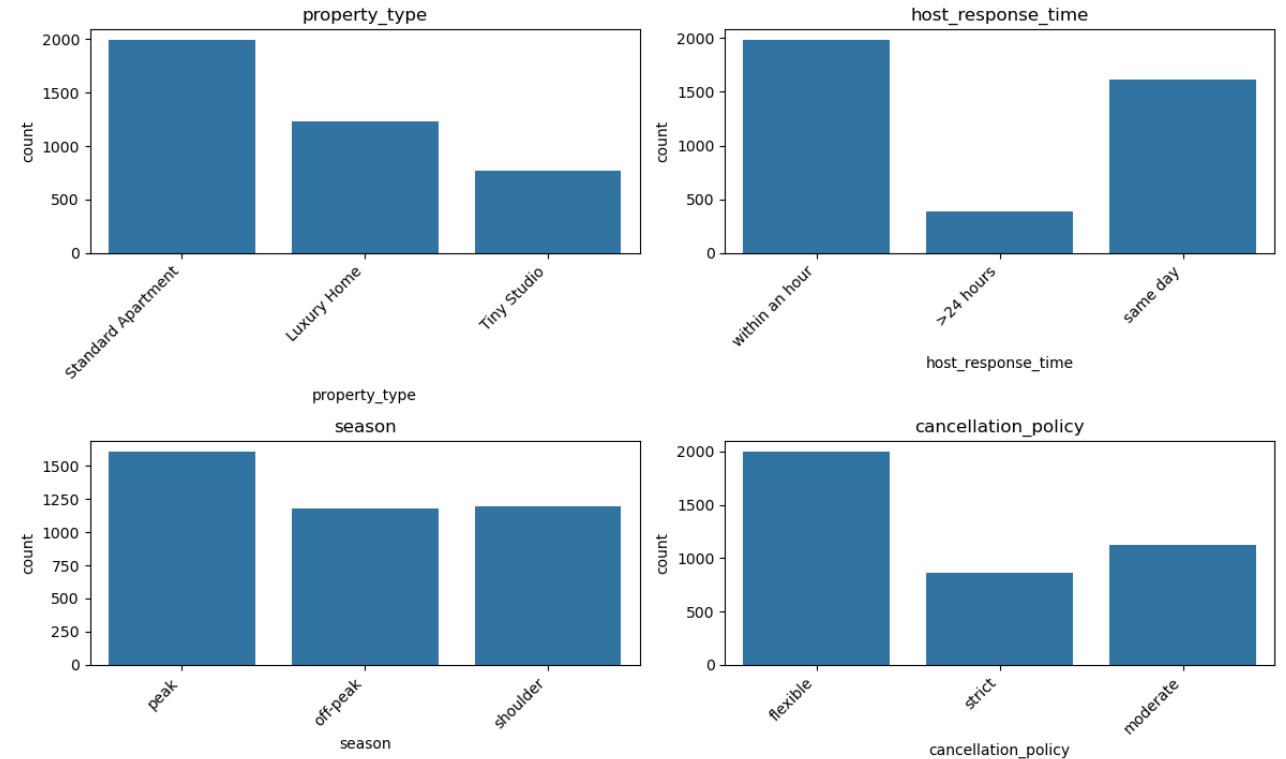 property_type
count
2000
1500
1000
500
0
Standard Apartment
Luxury Home
Tiny Studio
property_type
host_response_time
count
2000
1500
1000
500
0
within an hour
>24 hours
same day
host_response_time
season
count
1500
1250
1000
750
500
250
0
peak
off-peak
shoulder
season
cancellation_policy
count
2000
1500
1000
500
0
flexible
strict
moderate
cancellation_policy